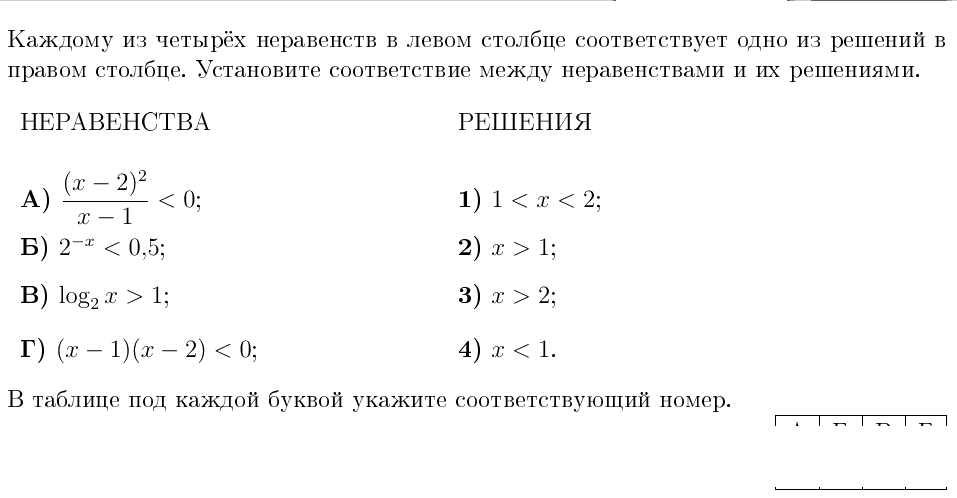 Каждому из четырёх неравенств в левом столбце соответствует одно из решений в
правом столбце. Установите соответствие между неравенствами и их решениями.
НЕРАВЕНСТВА РЕШЕНИЯ
А) (x − 2)² / (x − 1) < 0; 1) 1 < x < 2;
Б) 2⁻ˣ < 0,5; 2) x > 1;
В) log₂ x > 1; 3) x > 2;
Г) (x − 1)(x − 2) < 0; 4) x < 1.
В таблице под каждой буквой укажите соответствующий номер.